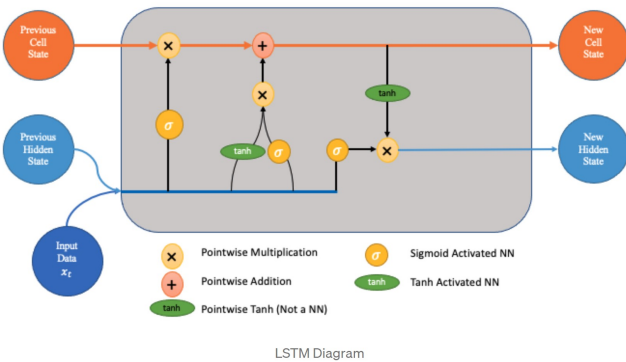 Previous
Cell
State
×
+
New
Cell
State
×
tanh
Previous
Hidden
State
σ
tanh
σ
σ
×
New
Hidden
State
Input
Data
xₜ
×
Pointwise Multiplication
σ
Sigmoid Activated NN
+
Pointwise Addition
tanh
Tanh Activated NN
tanh
Pointwise Tanh (Not a NN)
LSTM Diagram